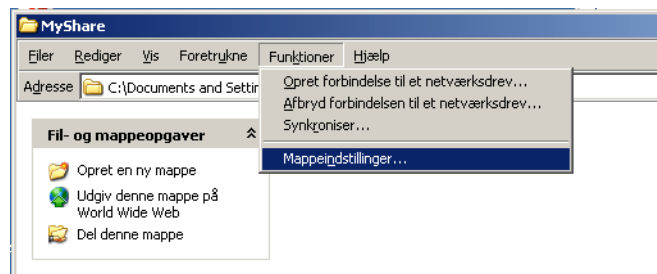 MyShare
Filer Rediger Vis Foretrukne Funktioner Hjælp
Adresse C:\Documents and Settin
Opret forbindelse til et netværksdrev...
Afbryd forbindelsen til et netværksdrev...
Synkroniser...
Mappeindstillinger...
Fil- og mappeopgaver
Opret en ny mappe
Udgiv denne mappe på
World Wide Web
Del denne mappe